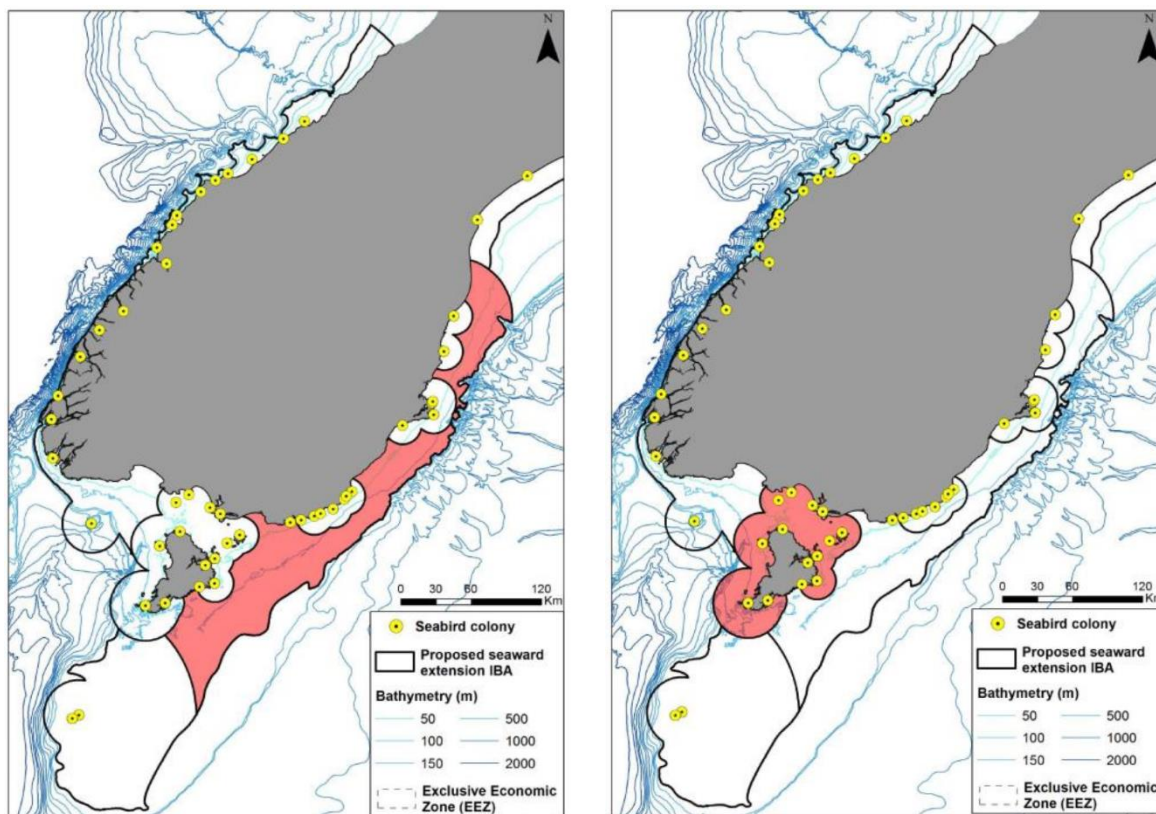 N
0 30 60 120
Km
Seabird colony
Proposed seaward
extension IBA
Bathymetry (m)
50 500
100 1000
150 2000
Exclusive Economic
Zone (EEZ)
N
0 30 60 120
Km
Seabird colony
Proposed seaward
extension IBA
Bathymetry (m)
50 500
100 1000
150 2000
Exclusive Economic
Zone (EEZ)